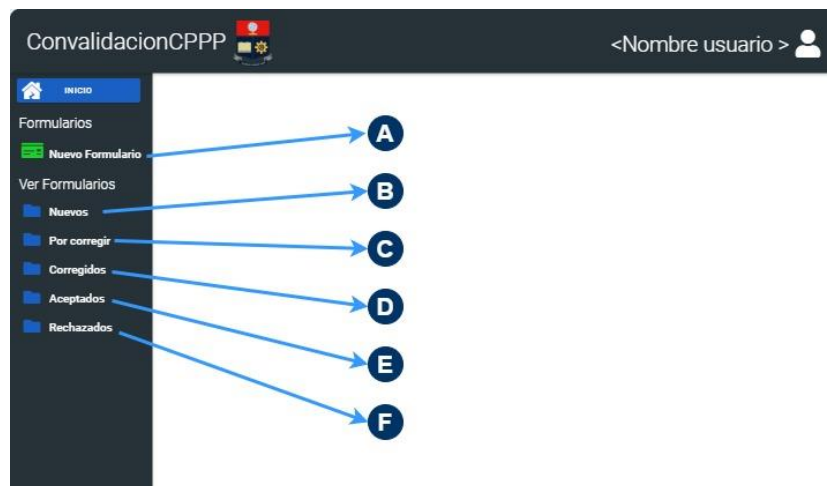 ConvalidacionCPPP
<Nombre usuario >
INICIO
Formularios
Nuevo Formulario
Ver Formularios
Nuevos
Por corregir
Corregidos
Aceptados
Rechazados
A
B
C
D
E
F